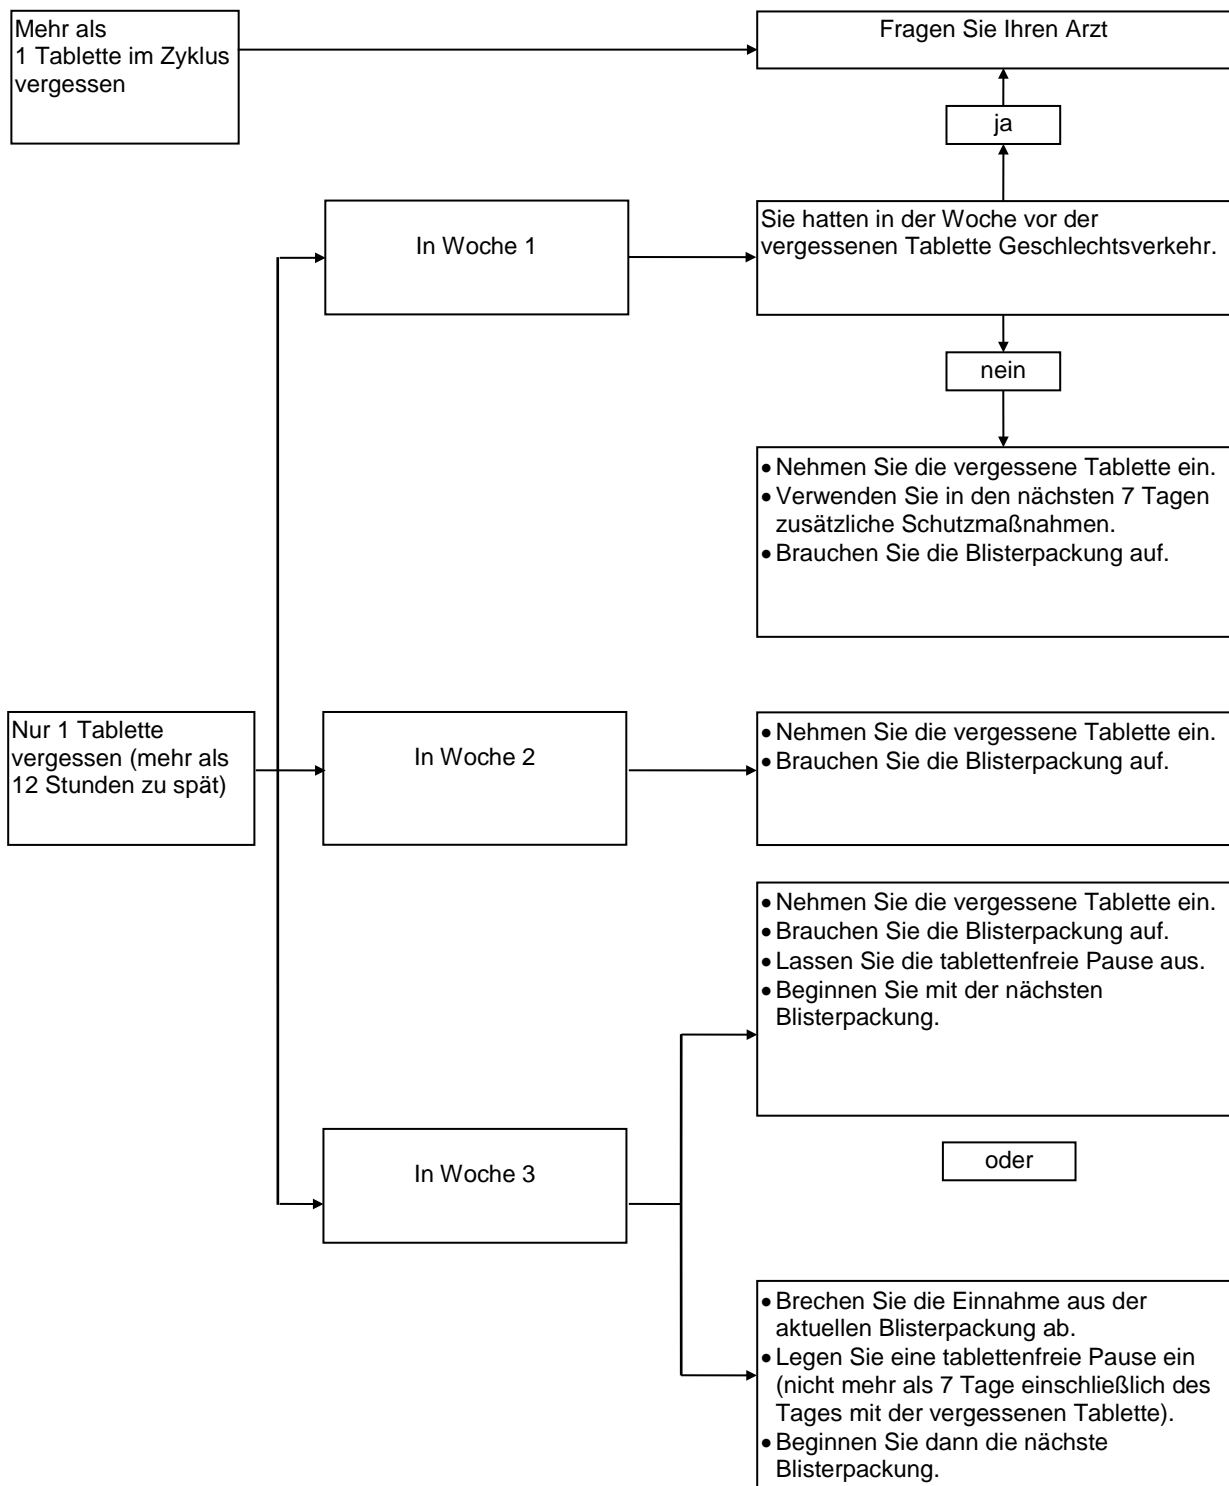 Mehr als
1 Tablette im Zyklus
vergessen
Fragen Sie Ihren Arzt
ja
In Woche 1
Sie hatten in der Woche vor der
vergessenen Tablette Geschlechtsverkehr.
nein
• Nehmen Sie die vergessene Tablette ein.
• Verwenden Sie in den nächsten 7 Tagen
zusätzliche Schutzmaßnahmen.
• Brauchen Sie die Blisterpackung auf.
Nur 1 Tablette
vergessen (mehr als
12 Stunden zu spät)
In Woche 2
• Nehmen Sie die vergessene Tablette ein.
• Brauchen Sie die Blisterpackung auf.
• Nehmen Sie die vergessene Tablette ein.
• Brauchen Sie die Blisterpackung auf.
• Lassen Sie die tablettenfreie Pause aus.
• Beginnen Sie mit der nächsten
Blisterpackung.
In Woche 3
oder
• Brechen Sie die Einnahme aus der
aktuellen Blisterpackung ab.
• Legen Sie eine tablettenfreie Pause ein
(nicht mehr als 7 Tage einschließlich des
Tages mit der vergessenen Tablette).
• Beginnen Sie dann die nächste
Blisterpackung.